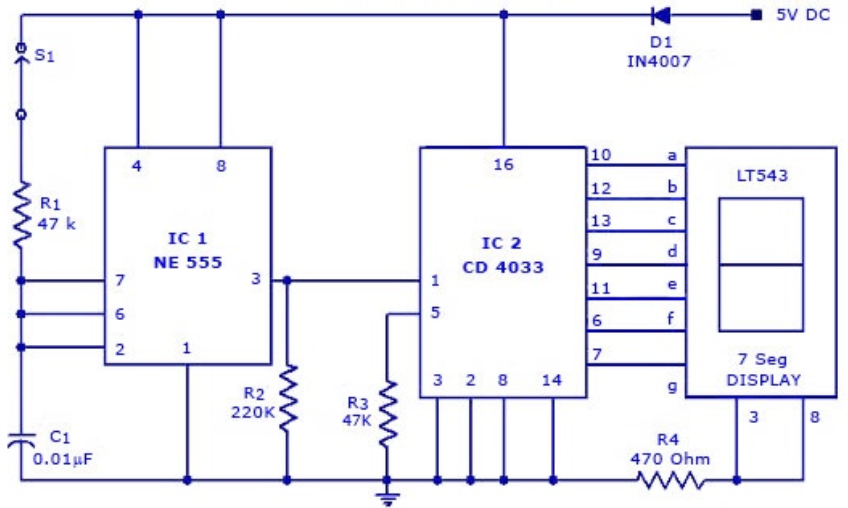 5V DC
D1
IN4007
S1
4
8
16
10
a
LT543
12
b
R1
47 k
13
c
IC 1
NE 555
IC 2
CD 4033
9
d
7
3
1
11
e
6
5
6
f
2
1
7
7 Seg
DISPLAY
R2
220K
R3
47K
3
2
8
14
g
3
8
C1
0.01μF
R4
470 Ohm